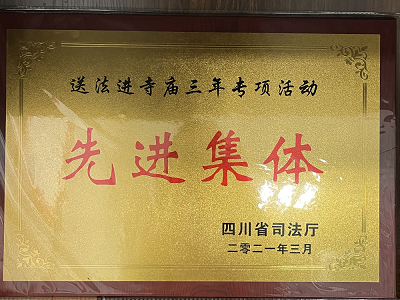 送法进寺庙三年专项活动
先进集体
四川省司法厅
二零二一年三月